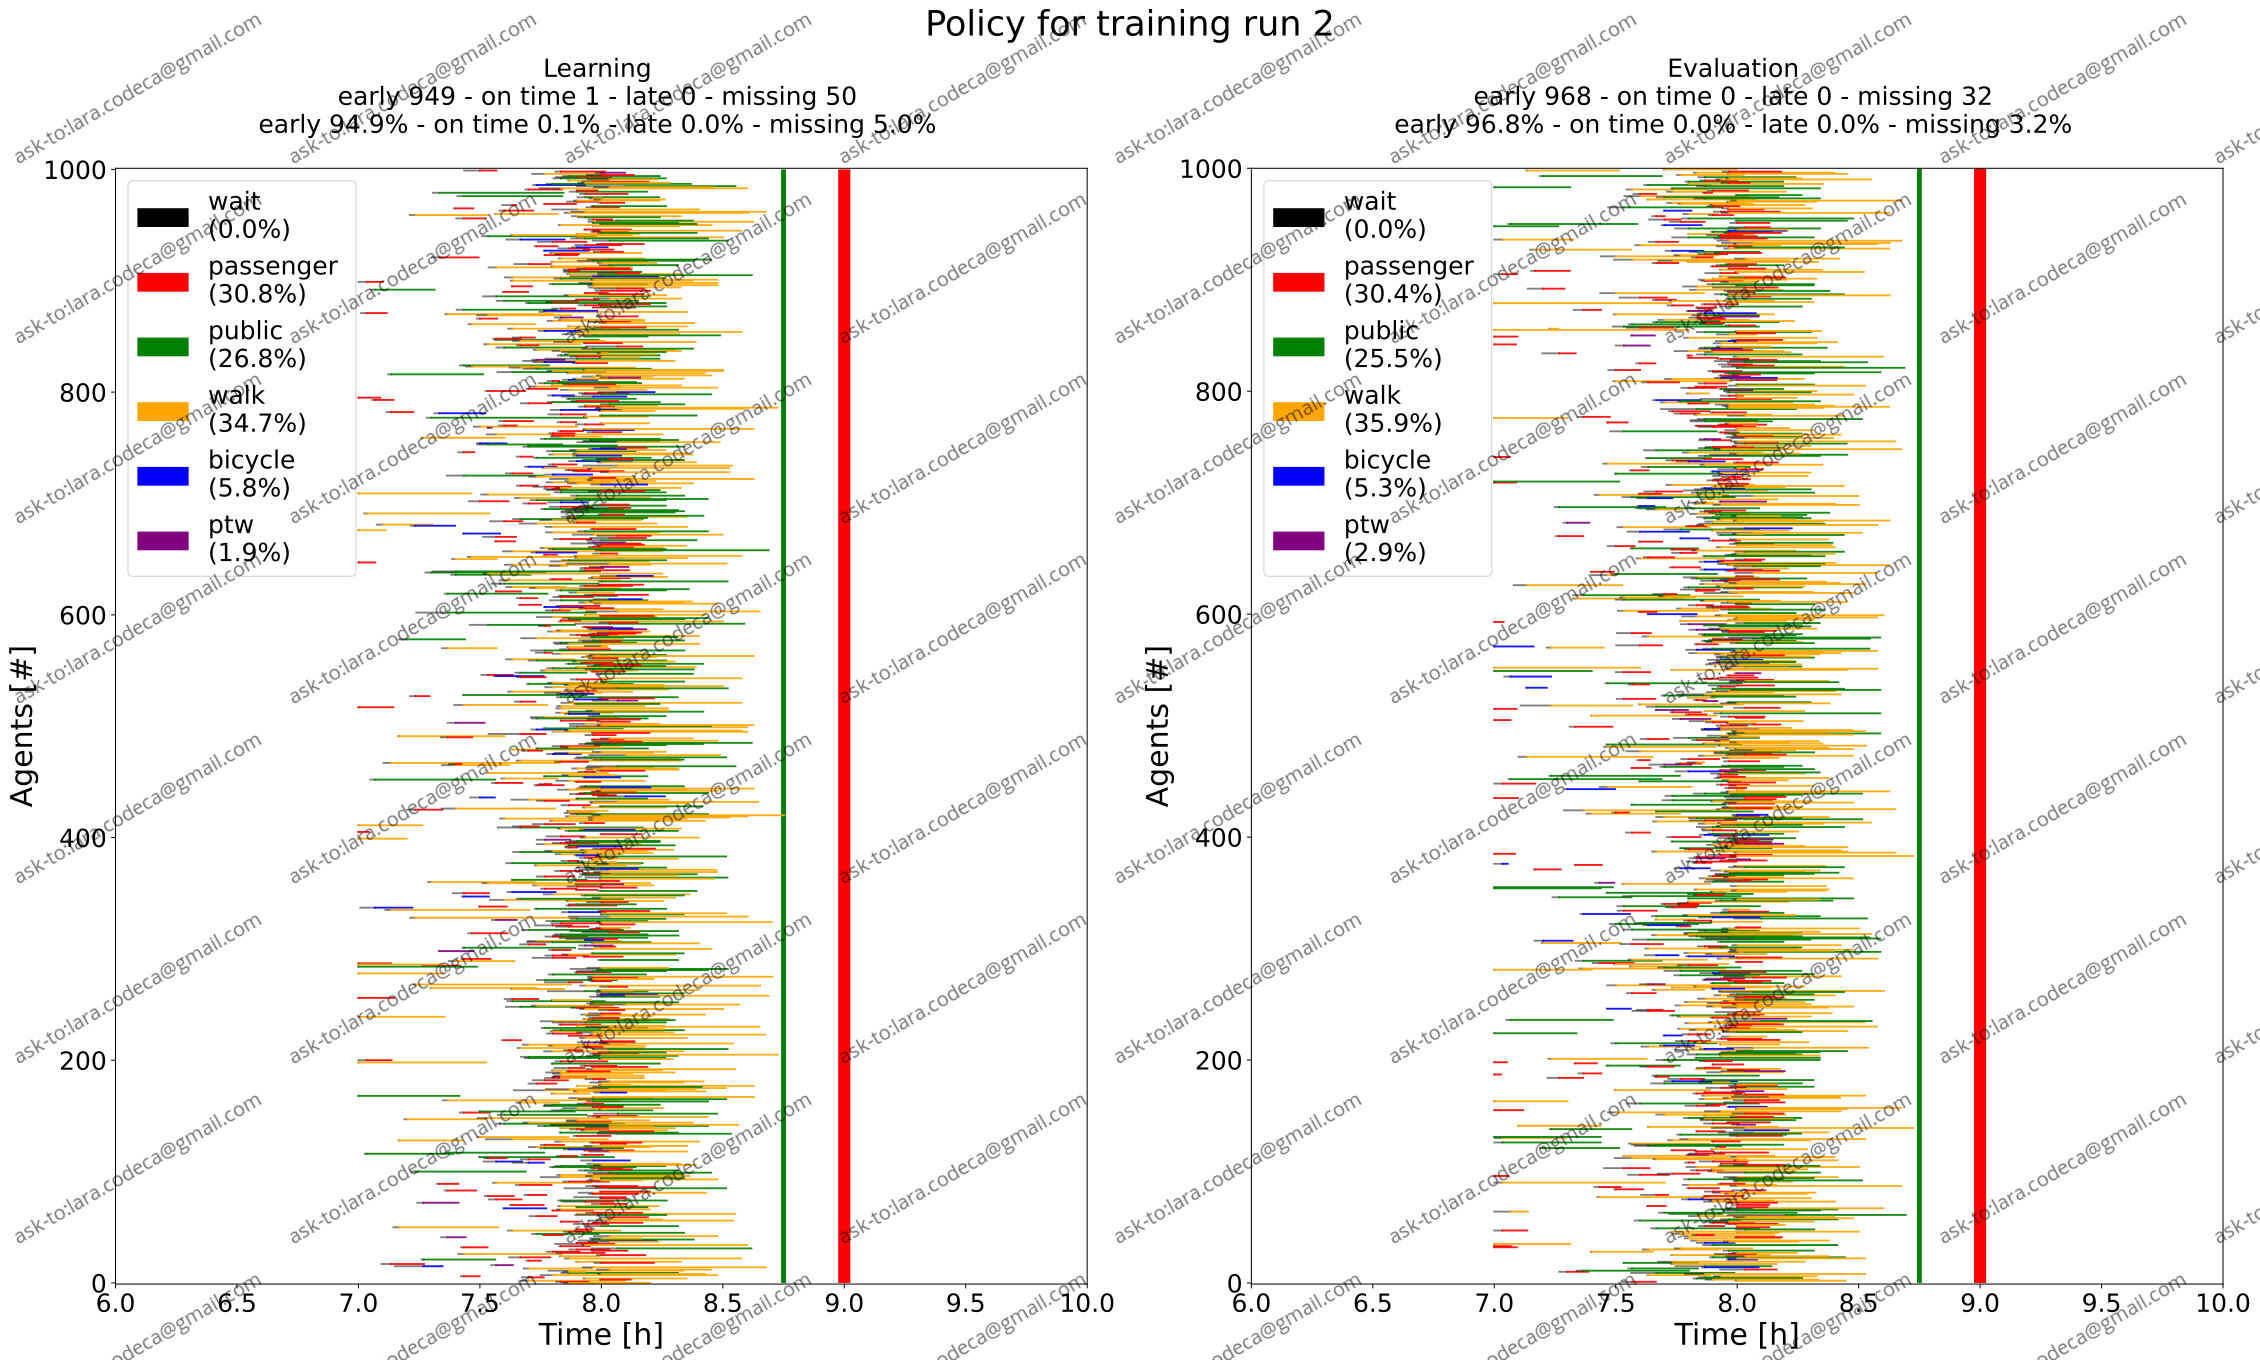 Policy for training run 2
Learning
early 949 - on time 1 - late 0 - missing 50
early 94.9% - on time 0.1% - late 0.0% - missing 5.0%
1000
800
600
400
200
0
Agents [#]
wait
(0.0%)
passenger
(30.8%)
public
(26.8%)
walk
(34.7%)
bicycle
(5.8%)
ptw
(1.9%)
6.0 6.5 7.0 7.5 8.0 8.5 9.0 9.5 10.0
Time [h]
Evaluation
early 968 - on time 0 - late 0 - missing 32
early 96.8% - on time 0.0% - late 0.0% - missing 3.2%
1000
800
600
400
200
0
Agents [#]
wait
(0.0%)
passenger
(30.4%)
public
(25.5%)
walk
(35.9%)
bicycle
(5.3%)
ptw
(2.9%)
6.0 6.5 7.0 7.5 8.0 8.5 9.0 9.5 10.0
Time [h]
ask-to:lara.codeca@gmail.com